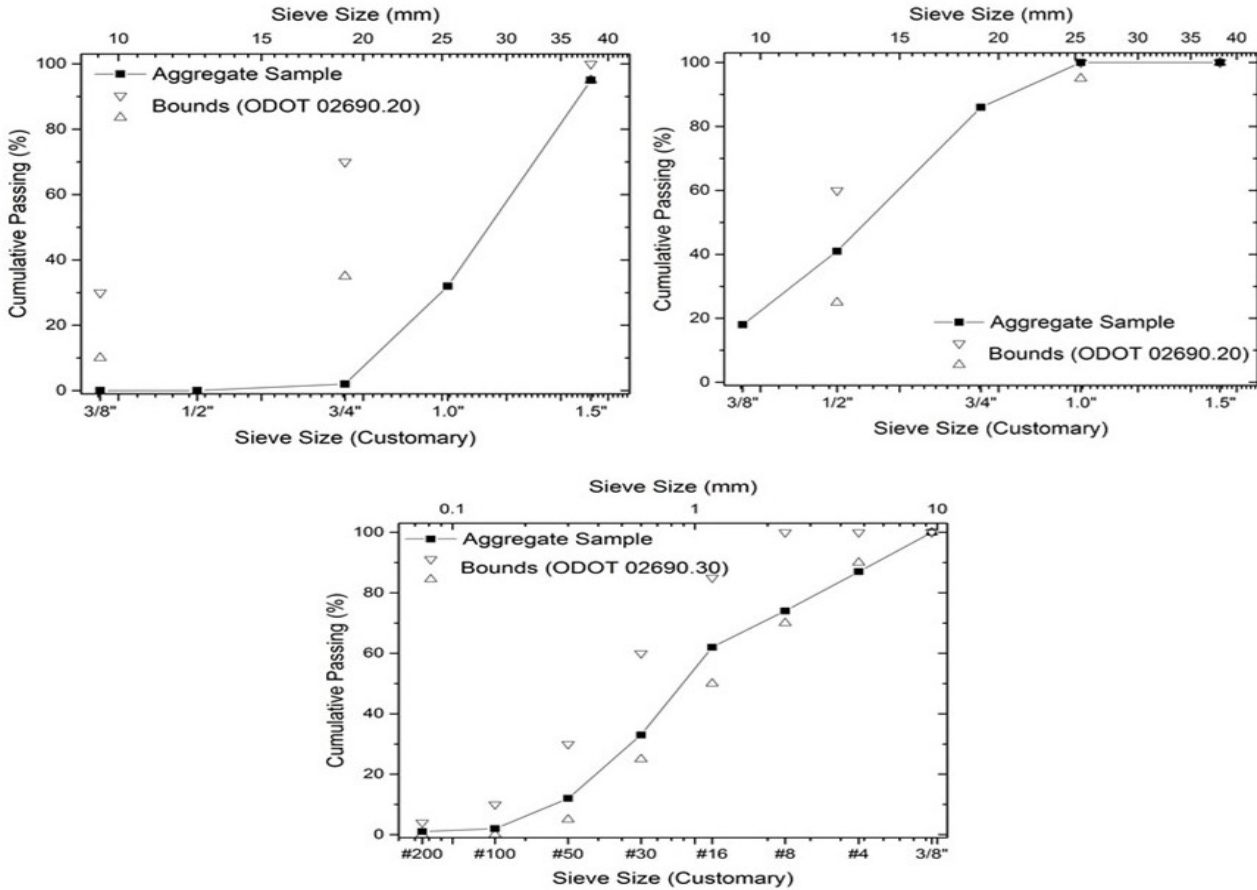 Sieve Size (mm)
10 15 20 25 30 35 40
100
80
60
40
20
0
Cumulative Passing (%)
Aggregate Sample
Bounds (ODOT 02690.20)
3/8" 1/2" 3/4" 1.0" 1.5"
Sieve Size (Customary)
Sieve Size (mm)
10 15 20 25 30 35 40
100
80
60
40
20
0
Cumulative Passing (%)
Aggregate Sample
Bounds (ODOT 02690.20)
3/8" 1/2" 3/4" 1.0" 1.5"
Sieve Size (Customary)
Sieve Size (mm)
0.1 1 10
100
80
60
40
20
0
Cumulative Passing (%)
Aggregate Sample
Bounds (ODOT 02690.30)
#200 #100 #50 #30 #16 #8 #4 3/8"
Sieve Size (Customary)